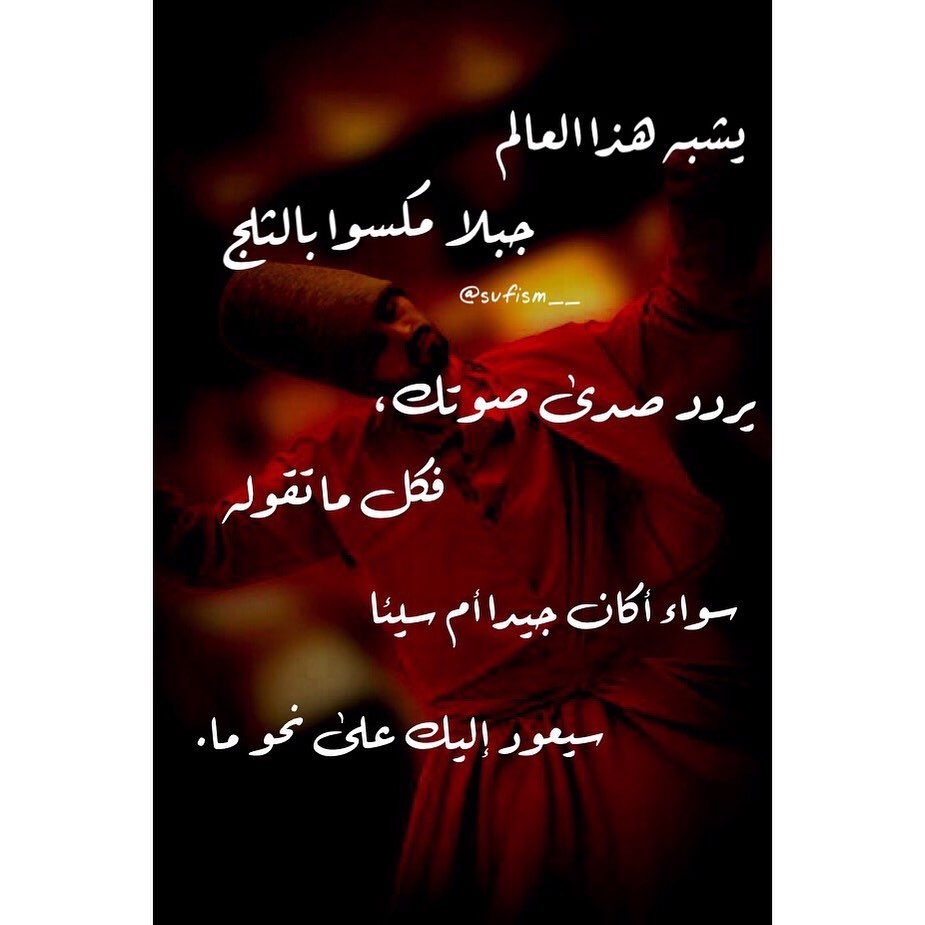 يشبه هذا العالم
جبلا مكسوا بالثلج
@sufism__
يردد صدىٰ صوتك،
فكل ما تقوله
سواء أكان جيدا أم سيئا
سيعود إليك علىٰ نحو ما.